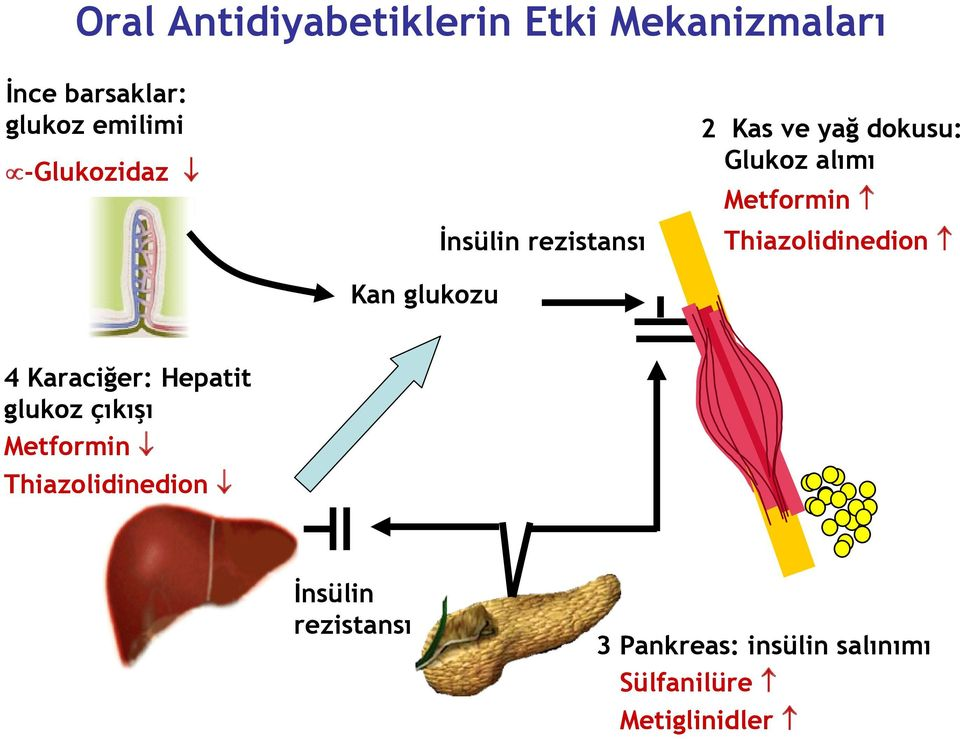 Oral Antidiyabetiklerin Etki Mekanizmaları
İnce barsaklar:
glukoz emilimi
∝-Glukozidaz ↓
2 Kas ve yağ dokusu:
Glukoz alımı
Metformin ↑
Thiazolidinedion ↑
İnsülin rezistansı
Kan glukozu
4 Karaciğer: Hepatit
glukoz çıkışı
Metformin ↓
Thiazolidinedion ↓
İnsülin
rezistansı
3 Pankreas: insülin salınımı
Sülfanilüre ↑
Metiglinidler ↑